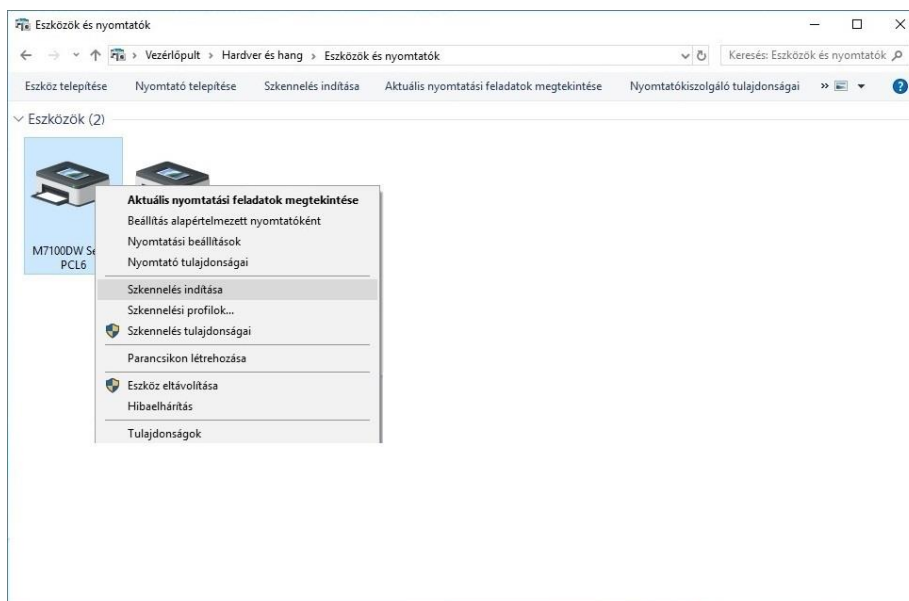 Eszközök és nyomtatók
Vezérlőpult › Hardver és hang › Eszközök és nyomtatók
Keresés: Eszközök és nyomtatók
Eszköz telepítése Nyomtató telepítése Szkennelés indítása Aktuális nyomtatási feladatok megtekintése Nyomtatókiszolgáló tulajdonságai »
Eszközök (2)
M7100DW Se
PCL6
Aktuális nyomtatási feladatok megtekintése
Beállítás alapértelmezett nyomtatóként
Nyomtatási beállítások
Nyomtató tulajdonságai
Szkennelés indítása
Szkennelési profilok...
Szkennelés tulajdonságai
Parancsikon létrehozása
Eszköz eltávolítása
Hibaelhárítás
Tulajdonságok